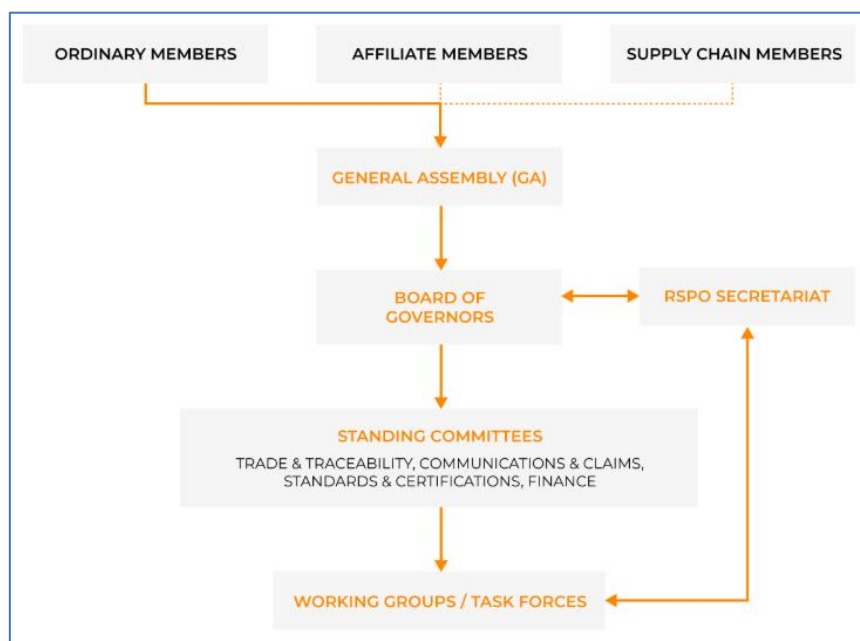 ORDINARY MEMBERS
AFFILIATE MEMBERS
SUPPLY CHAIN MEMBERS
GENERAL ASSEMBLY (GA)
BOARD OF
GOVERNORS
RSPO SECRETARIAT
STANDING COMMITTEES
TRADE & TRACEABILITY, COMMUNICATIONS & CLAIMS,
STANDARDS & CERTIFICATIONS, FINANCE
WORKING GROUPS / TASK FORCES